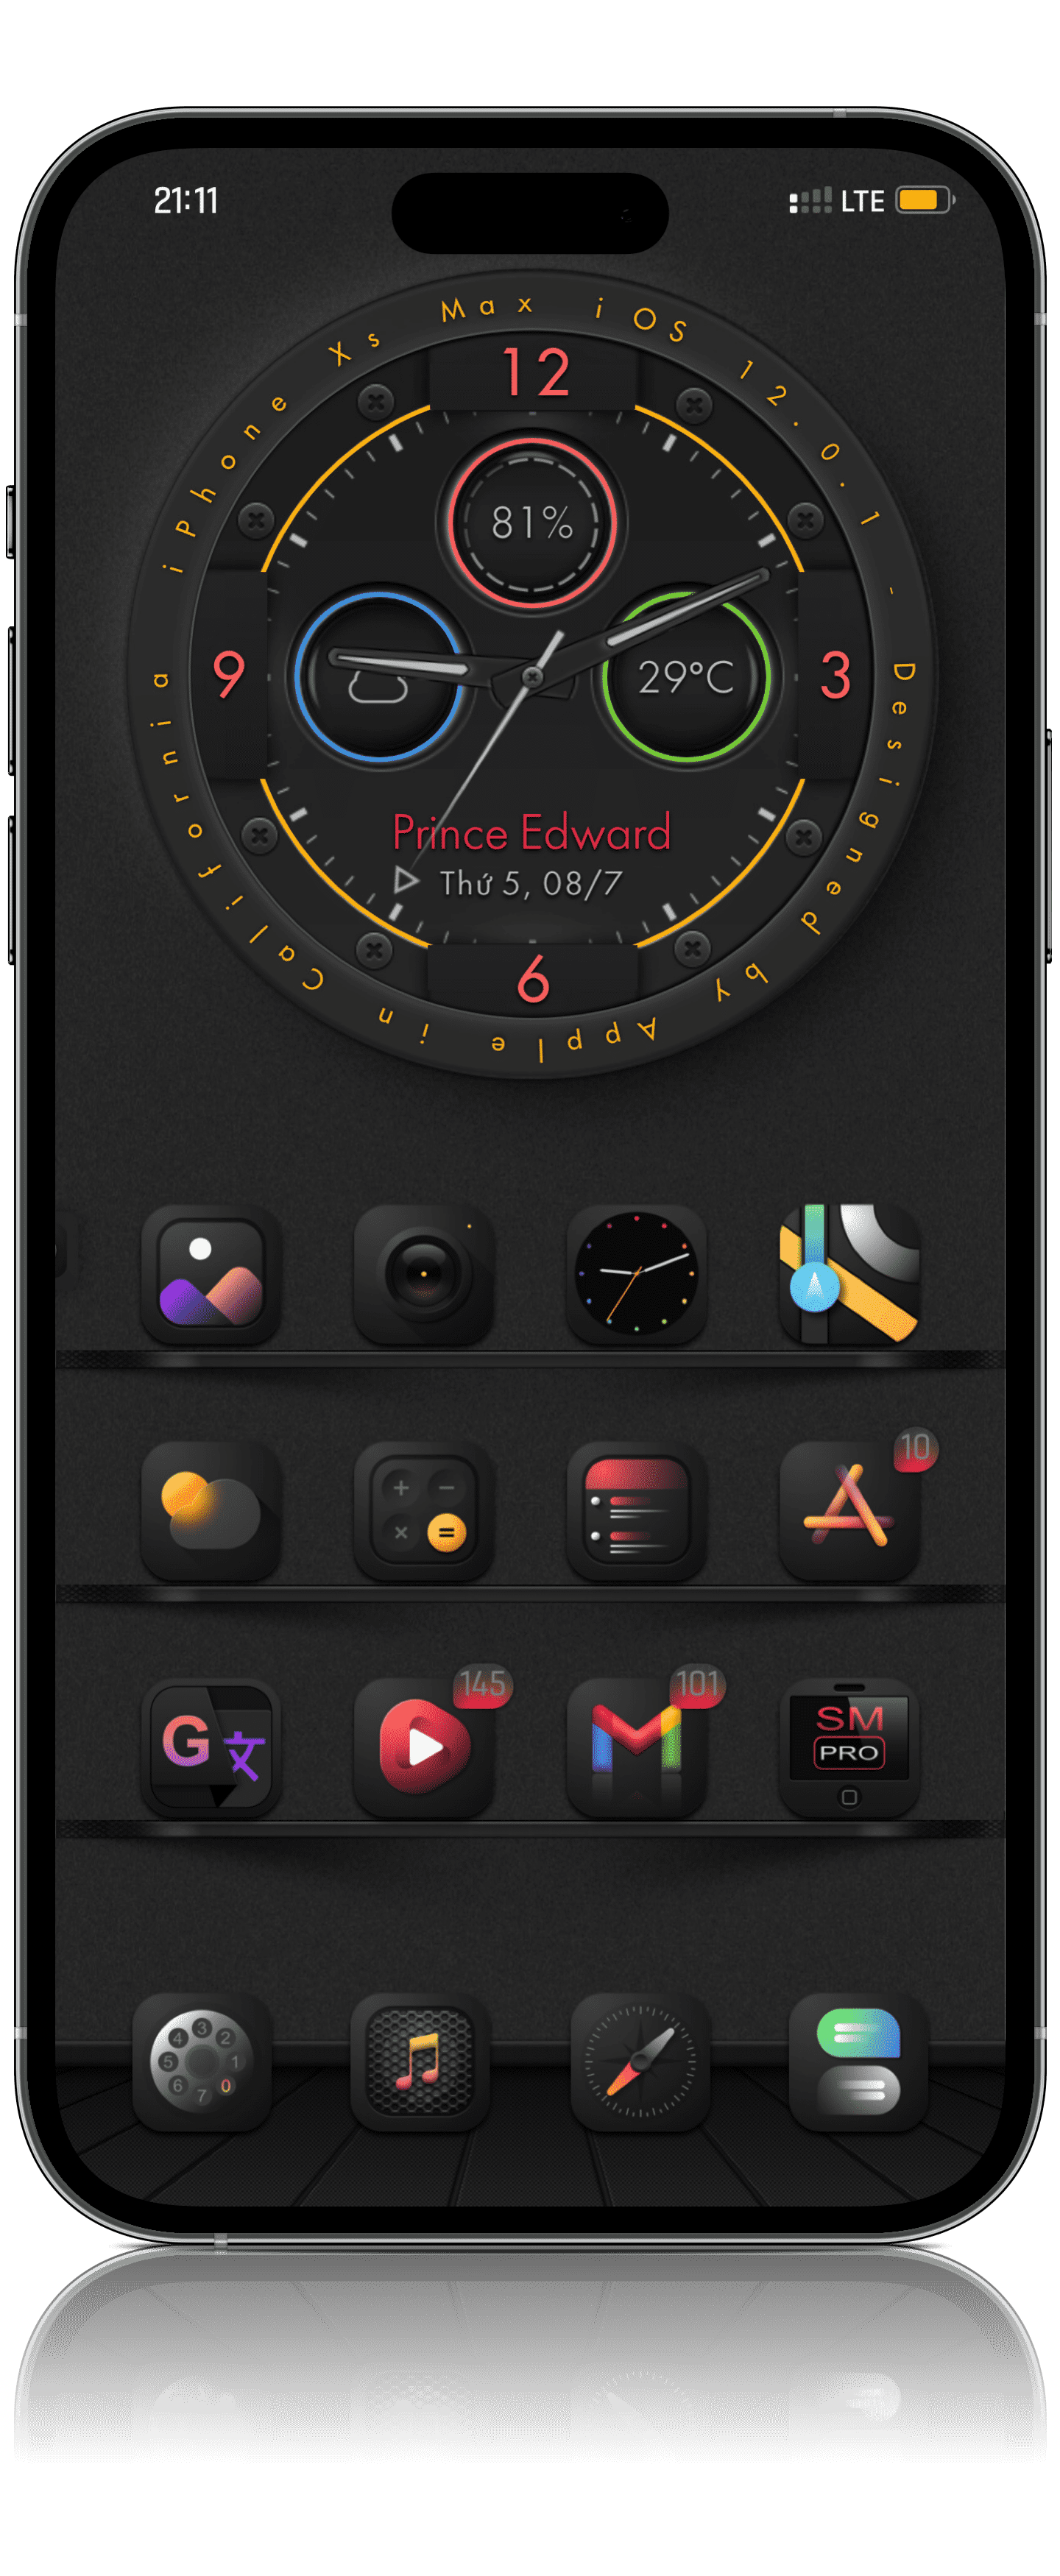 21:11 LTE
iPhone Xs Max iOS 12.0.1 - Designed by Apple in California
12
81%
9
29°C
3
Prince Edward
Thứ 5, 08/7
6
10
145
101
G 文
SM
PRO
3
4
2
5
1
6
7
0